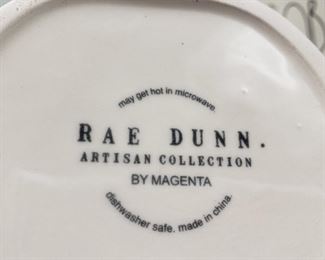 may get hot in microwave.
RAE DUNN.
ARTISAN COLLECTION
BY MAGENTA
dishwasher safe. made in china.